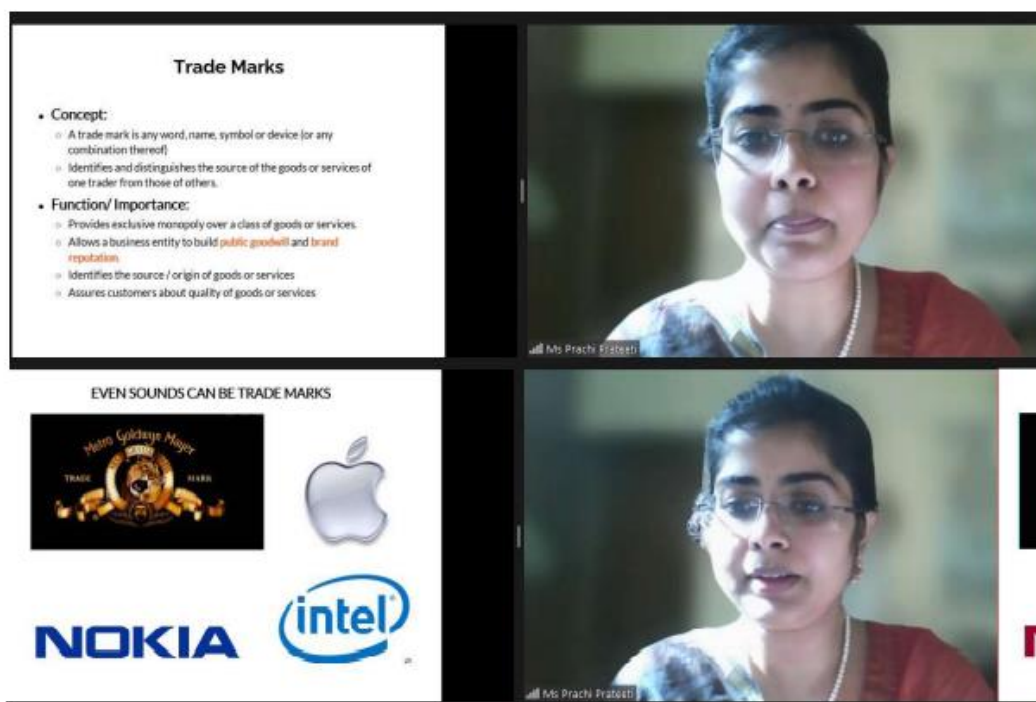 Trade Marks
• Concept:
○ A trade mark is any word, name, symbol or device (or any
combination thereof)
○ Identifies and distinguishes the source of the goods or services of
one trader from those of others.
• Function/ Importance:
○ Provides exclusive monopoly over a class of goods or services.
○ Allows a business entity to build public goodwill and brand
reputation.
○ Identifies the source / origin of goods or services
○ Assures customers about quality of goods or services
Ms Prachi Prateeti
EVEN SOUNDS CAN BE TRADE MARKS
Metro Goldwyn Mayer
TRADE MARK
NOKIA
intel
Ms Prachi Prateeti